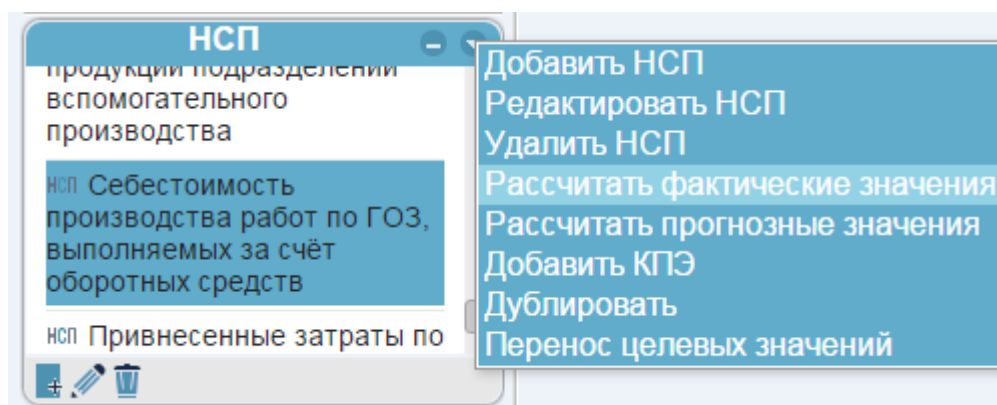 НСП
продукции подразделений
вспомогательного
производства
нсп Себестоимость
производства работ по ГОЗ,
выполняемых за счёт
оборотных средств
нсп Привнесенные затраты по
Добавить НСП
Редактировать НСП
Удалить НСП
Рассчитать фактические значения
Рассчитать прогнозные значения
Добавить КПЭ
Дублировать
Перенос целевых значений